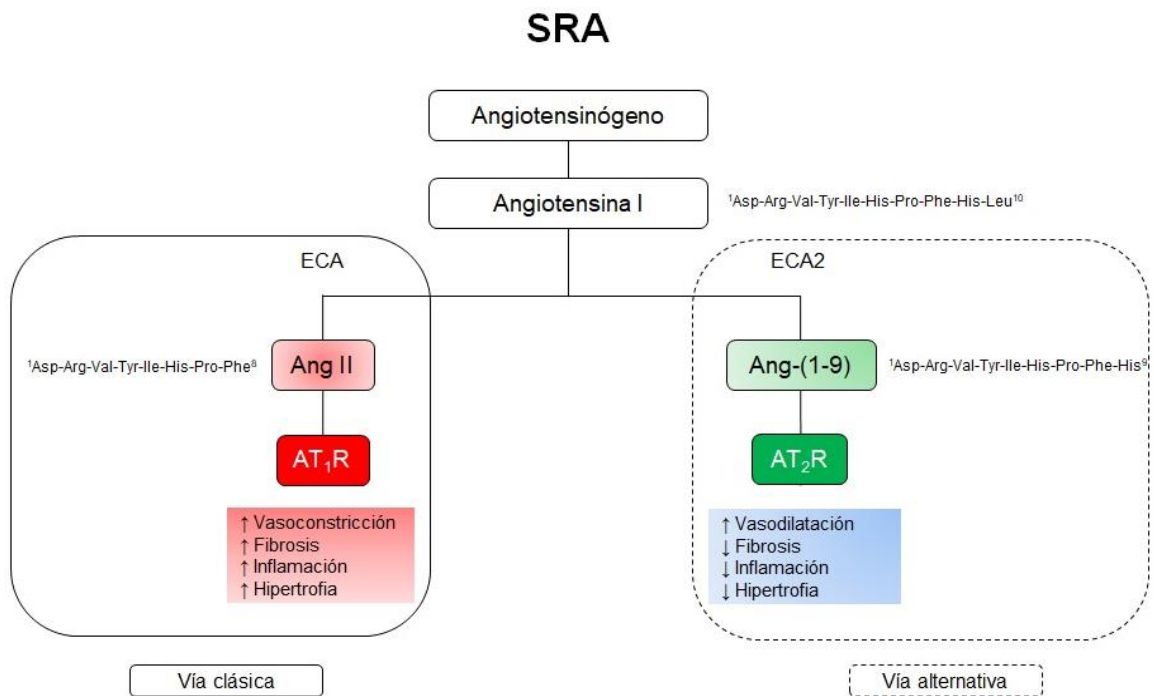 SRA
Angiotensinógeno
Angiotensina I
¹Asp-Arg-Val-Tyr-Ile-His-Pro-Phe-His-Leu¹⁰
ECA
ECA2
¹Asp-Arg-Val-Tyr-Ile-His-Pro-Phe⁸
Ang II
Ang-(1-9)
¹Asp-Arg-Val-Tyr-Ile-His-Pro-Phe-His⁹
AT₁R
AT₂R
↑ Vasoconstricción
↑ Fibrosis
↑ Inflamación
↑ Hipertrofia
↑ Vasodilatación
↓ Fibrosis
↓ Inflamación
↓ Hipertrofia
Vía clásica
Vía alternativa